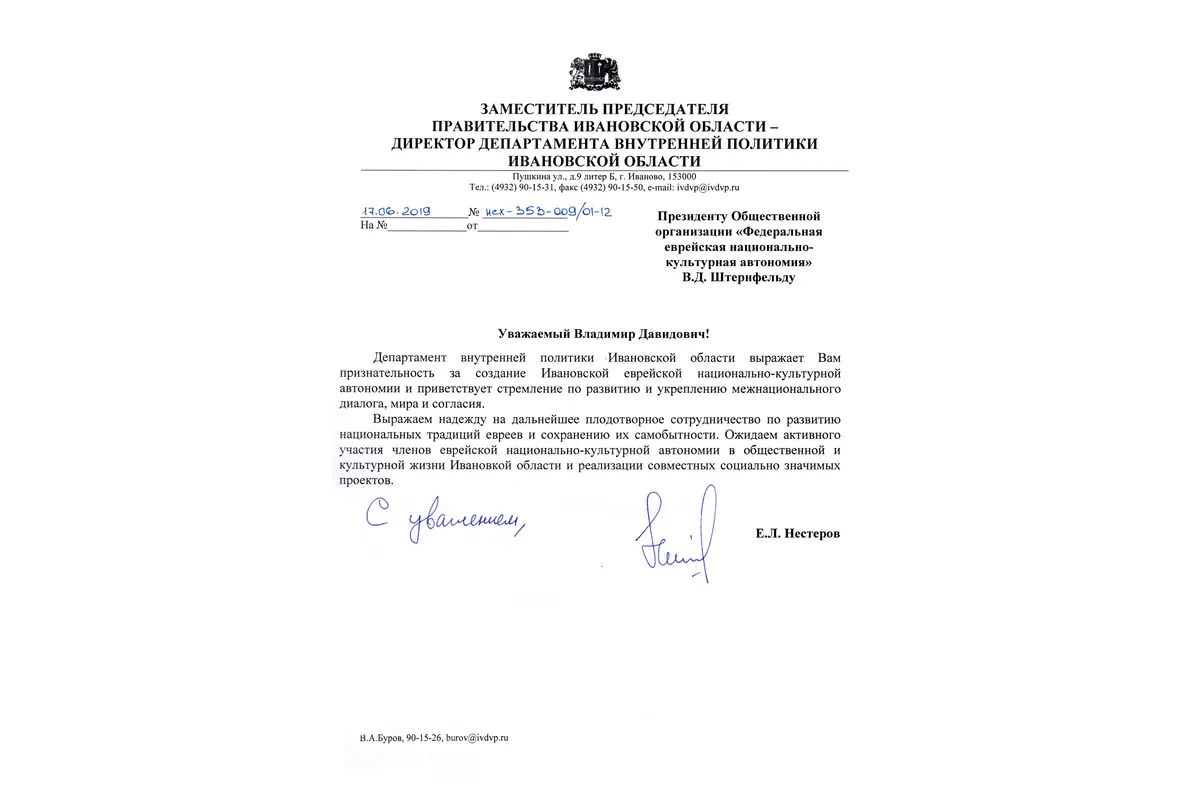 ЗАМЕСТИТЕЛЬ ПРЕДСЕДАТЕЛЯ
ПРАВИТЕЛЬСТВА ИВАНОВСКОЙ ОБЛАСТИ –
ДИРЕКТОР ДЕПАРТАМЕНТА ВНУТРЕННЕЙ ПОЛИТИКИ
ИВАНОВСКОЙ ОБЛАСТИ
Пушкина ул., д.9 литер Б, г. Иваново, 153000
Тел.: (4932) 90-15-31, факс (4932) 90-15-50, e-mail: ivdvp@ivdvp.ru
17.06.2019 № исх-353-009/01-12
На № от
Президенту Общественной
организации «Федеральная
еврейская национально-
культурная автономия»
В.Д. Штернфельду
Уважаемый Владимир Давидович!
Департамент внутренней политики Ивановской области выражает Вам
признательность за создание Ивановской еврейской национально-культурной
автономии и приветствует стремление по развитию и укреплению межнационального
диалога, мира и согласия.
Выражаем надежду на дальнейшее плодотворное сотрудничество по развитию
национальных традиций евреев и сохранению их самобытности. Ожидаем активного
участия членов еврейской национально-культурной автономии в общественной и
культурной жизни Ивановкой области и реализации совместных социально значимых
проектов.
С уважением,
Е.Л. Нестеров
В.А.Буров, 90-15-26, burov@ivdvp.ru